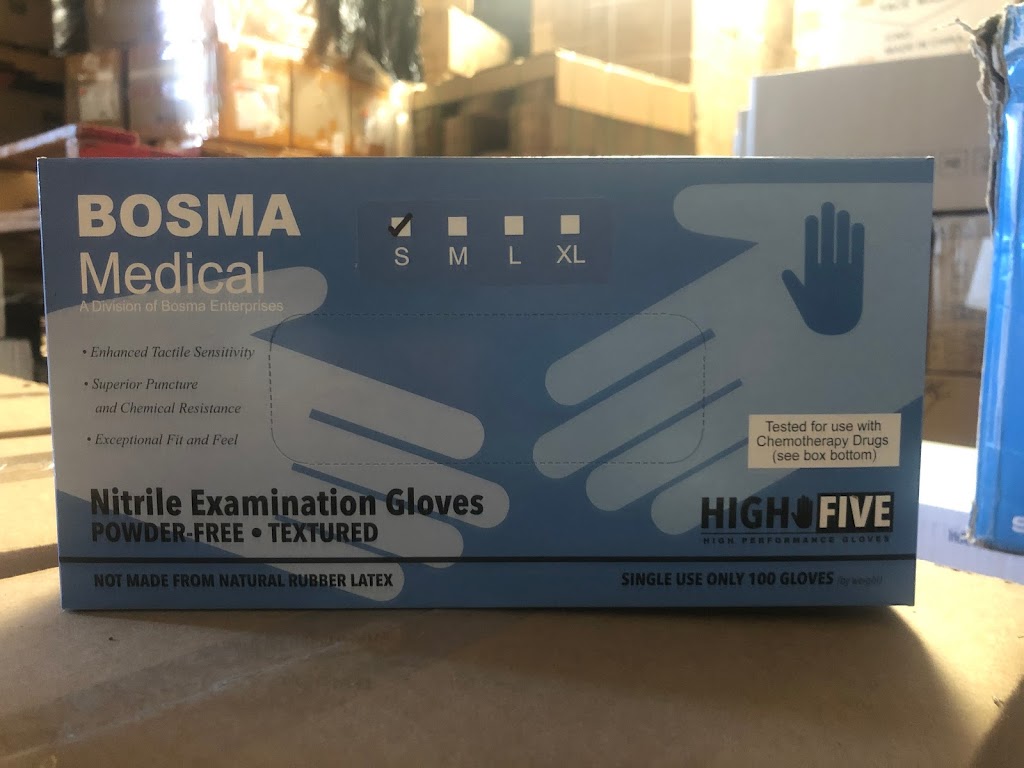 BOSMA
Medical
A Division of Bosma Enterprises
S M L XL
• Enhanced Tactile Sensitivity
• Superior Puncture
and Chemical Resistance
• Exceptional Fit and Feel
Tested for use with
Chemotherapy Drugs
(see box bottom)
Nitrile Examination Gloves
POWDER-FREE • TEXTURED
HIGH FIVE
HIGH PERFORMANCE GLOVES
NOT MADE FROM NATURAL RUBBER LATEX
SINGLE USE ONLY 100 GLOVES (by weight)